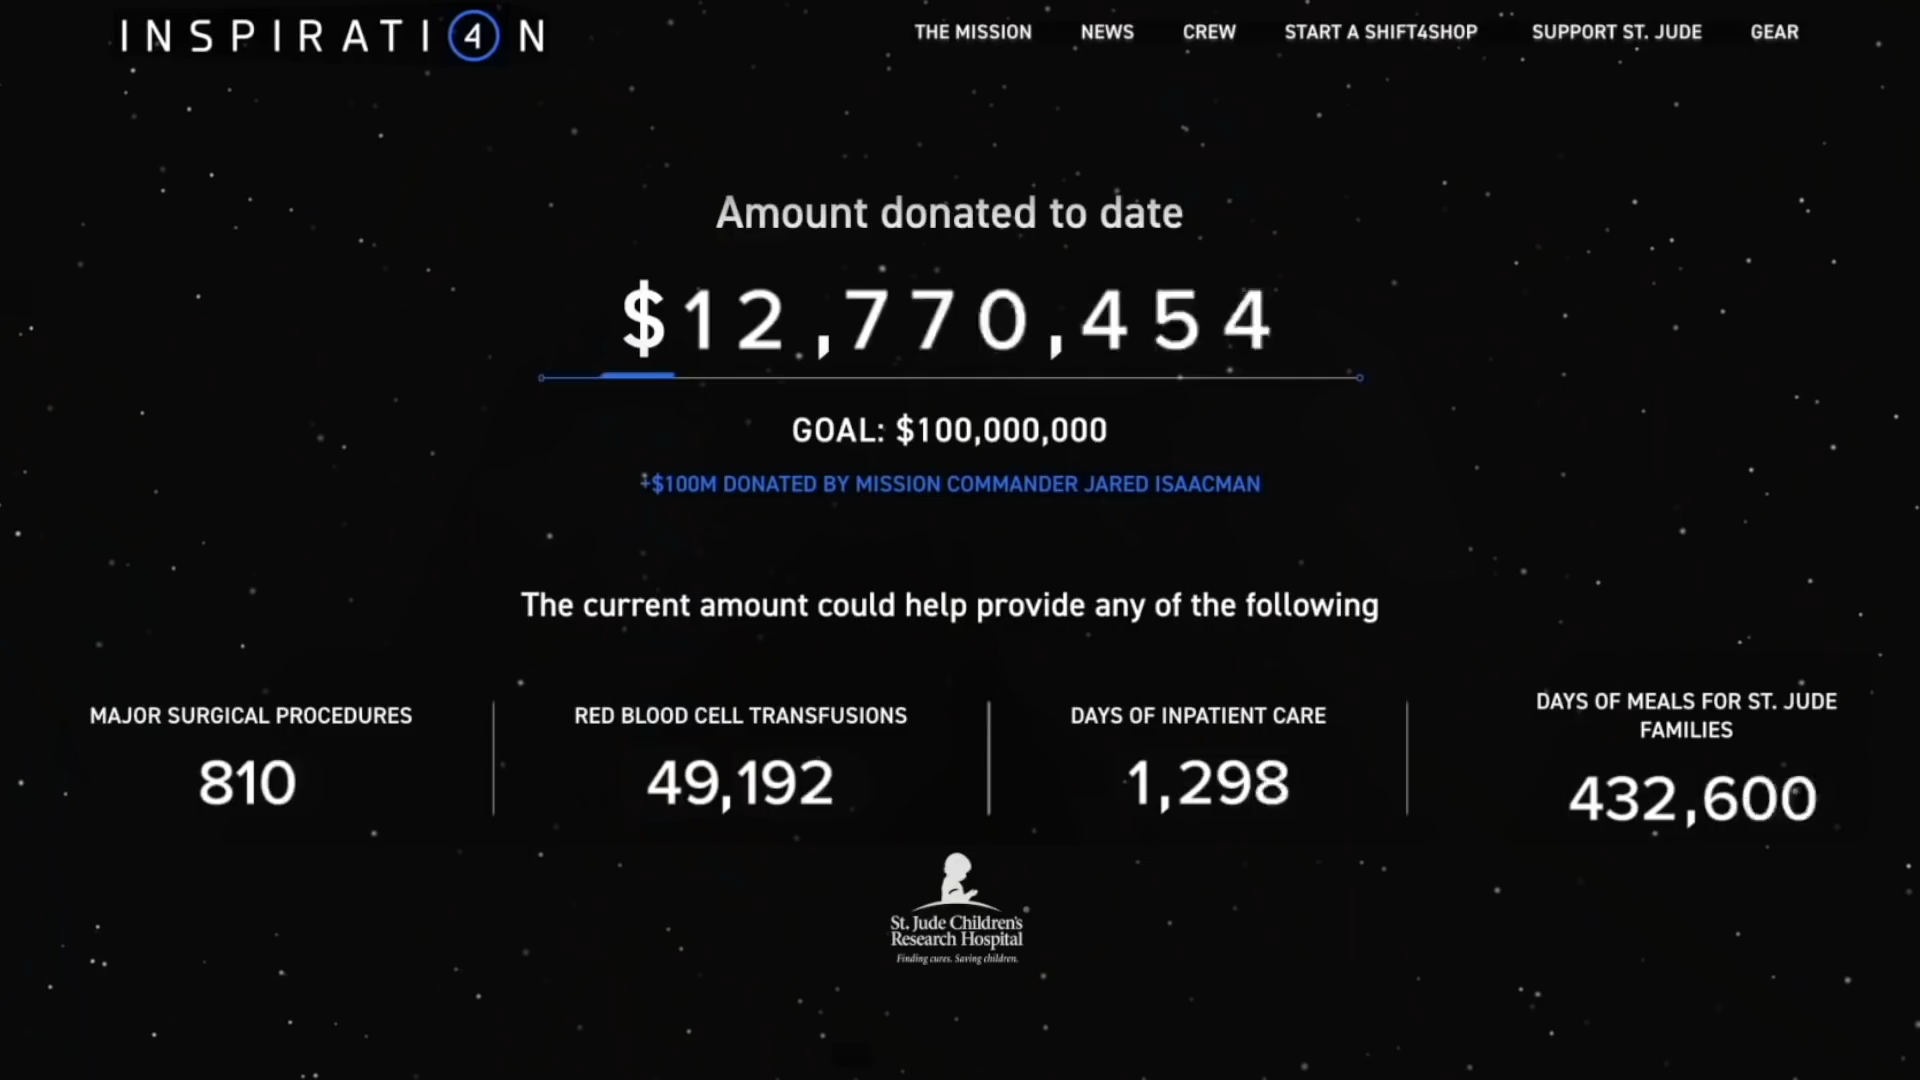 INSPIRATI4N
THE MISSION NEWS CREW START A SHIFT4SHOP SUPPORT ST. JUDE GEAR
Amount donated to date
$12,770,454
GOAL: $100,000,000
+$100M DONATED BY MISSION COMMANDER JARED ISAACMAN
The current amount could help provide any of the following
MAJOR SURGICAL PROCEDURES
810
RED BLOOD CELL TRANSFUSIONS
49,192
DAYS OF INPATIENT CARE
1,298
DAYS OF MEALS FOR ST. JUDE
FAMILIES
432,600
St. Jude Children's
Research Hospital
Finding cures. Saving children.